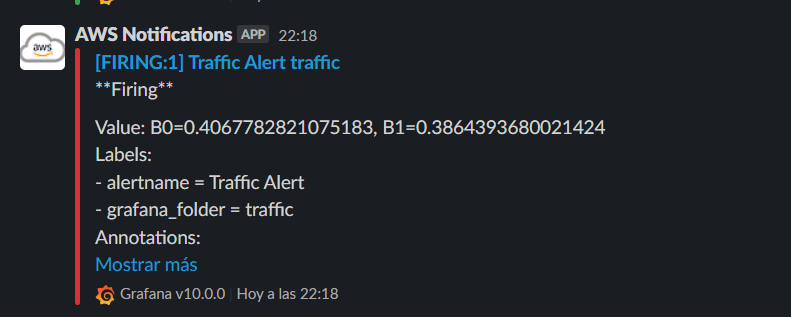 aws
AWS Notifications APP 22:18
[FIRING:1] Traffic Alert traffic
**Firing**
Value: B0=0.4067782821075183, B1=0.3864393680021424
Labels:
- alertname = Traffic Alert
- grafana_folder = traffic
Annotations:
Mostrar más
Grafana v10.0.0 | Hoy a las 22:18